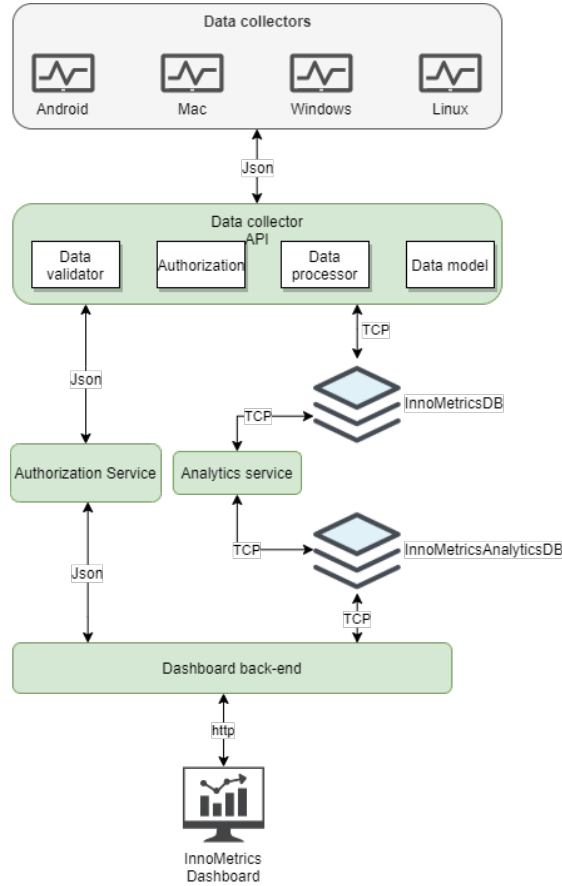 Data collectors
Android
Mac
Windows
Linux
Json
Data collector
API
Data
validator
Authorization
Data
processor
Data model
TCP
Json
InnoMetricsDB
TCP
Authorization Service
Analytics service
TCP
InnoMetricsAnalyticsDB
Json
TCP
Dashboard back-end
http
InnoMetrics
Dashboard